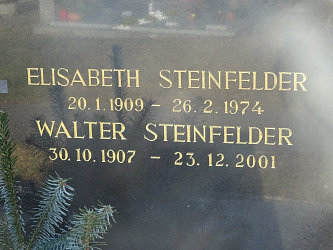 ELISABETH STEINFELDER
20.1.1909 – 26.2.1974
WALTER STEINFELDER
30.10.1907 – 23.12.2001